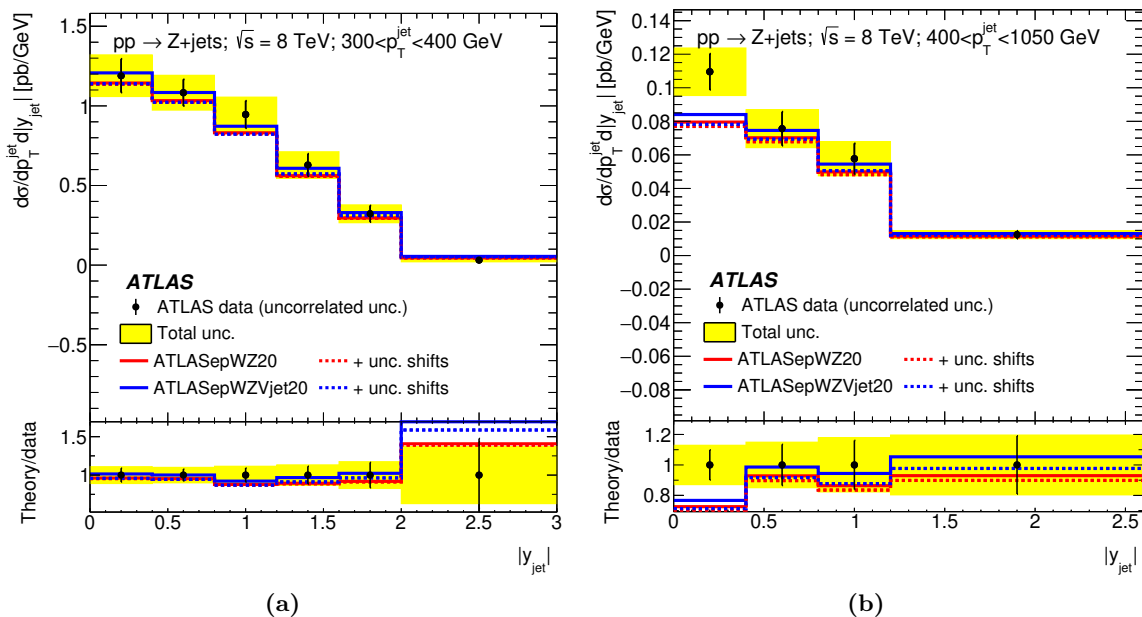 pp → Z+jets; √s = 8 TeV; 300<p_T^jet<400 GeV
dσ/dp_T^jet d|y_jet| [pb/GeV]
1.5
1
0.5
0
−0.5
ATLAS
ATLAS data (uncorrelated unc.)
Total unc.
ATLASepWZ20 + unc. shifts
ATLASepWZVjet20 + unc. shifts
Theory/data
1.5
1
0 0.5 1 1.5 2 2.5 3
|y_jet|
(a)
pp → Z+jets; √s = 8 TeV; 400<p_T^jet<1050 GeV
dσ/dp_T^jet d|y_jet| [pb/GeV]
0.14
0.12
0.1
0.08
0.06
0.04
0.02
0
−0.02
−0.04
−0.06
−0.08
ATLAS
ATLAS data (uncorrelated unc.)
Total unc.
ATLASepWZ20 + unc. shifts
ATLASepWZVjet20 + unc. shifts
Theory/data
1.2
1
0.8
0 0.5 1 1.5 2 2.5
|y_jet|
(b)